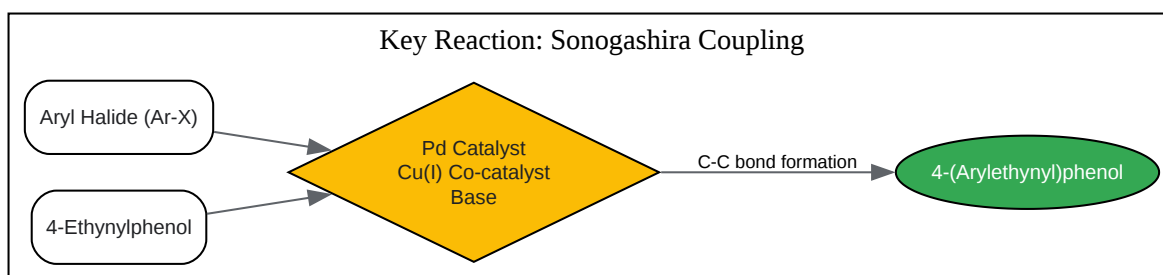 Key Reaction: Sonogashira Coupling
Aryl Halide (Ar-X)
4-Ethynylphenol
Pd Catalyst
Cu(I) Co-catalyst
Base
C-C bond formation
4-(Arylethynyl)phenol